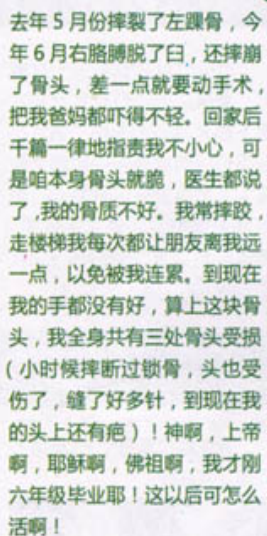 去年5月份摔裂了左踝骨，今
年6月右胳膊脱了臼，还摔崩
了骨头，差一点就要动手术，
把我爸妈都吓得不轻。回家后
千篇一律地指责我不小心，可
是咱本身骨头就脆，医生都说
了,我的骨质不好。我常摔跤，
走楼梯我每次都让朋友离我远
一点，以免被我连累。到现在
我的手都没有好，算上这块骨
头，我全身共有三处骨头受损
(小时候摔断过锁骨，头也受
伤了，缝了好多针，到现在我
的头上还有疤）！神啊，上帝
啊，耶稣啊，佛祖啊，我才刚
六年级毕业耶！这以后可怎么
活啊！